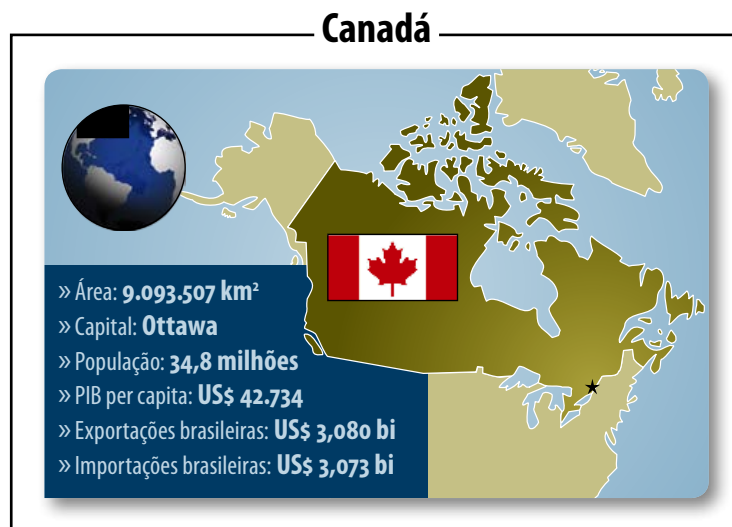 Canadá
» Área: 9.093.507 km²
» Capital: Ottawa
» População: 34,8 milhões
» PIB per capita: US$ 42.734
» Exportações brasileiras: US$ 3,080 bi
» Importações brasileiras: US$ 3,073 bi